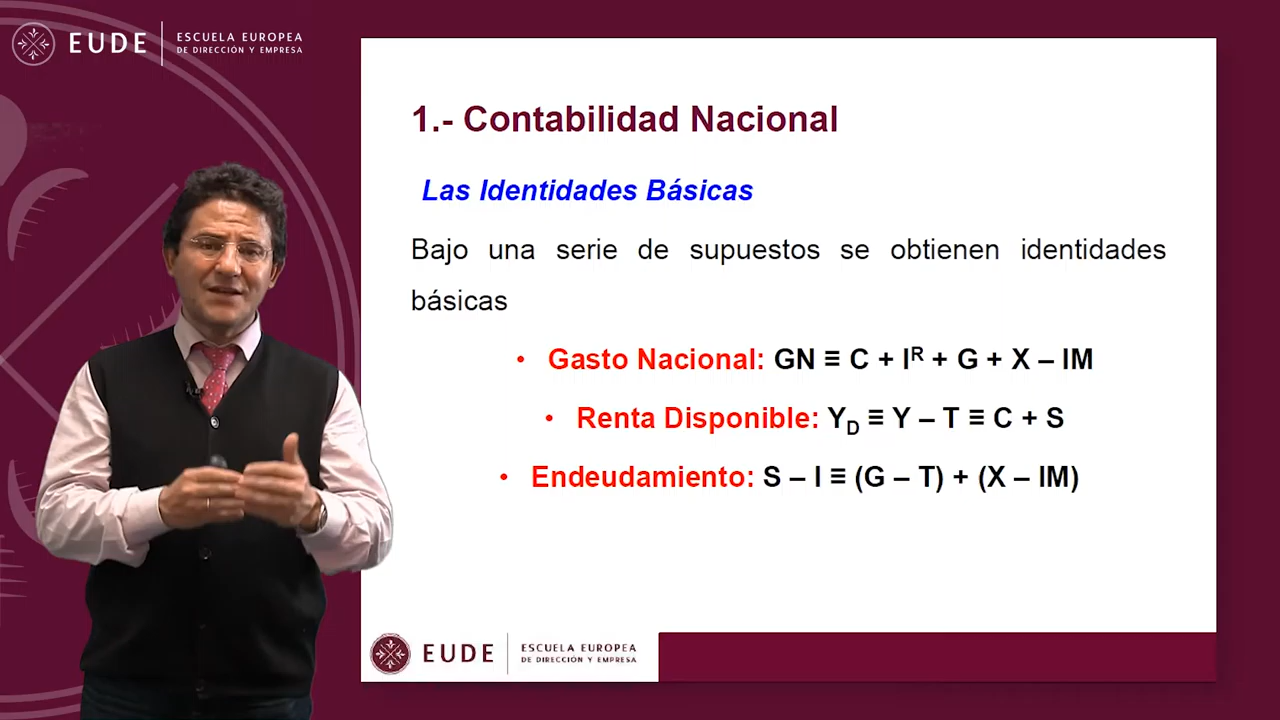 EUDE
ESCUELA EUROPEA
DE DIRECCIÓN Y EMPRESA
1.- Contabilidad Nacional
Las Identidades Básicas
Bajo una serie de supuestos se obtienen identidades
básicas
• Gasto Nacional: GN ≡ C + Iᴿ + G + X – IM
• Renta Disponible: Y_D ≡ Y – T ≡ C + S
• Endeudamiento: S – I ≡ (G – T) + (X – IM)
EUDE
ESCUELA EUROPEA
DE DIRECCIÓN Y EMPRESA